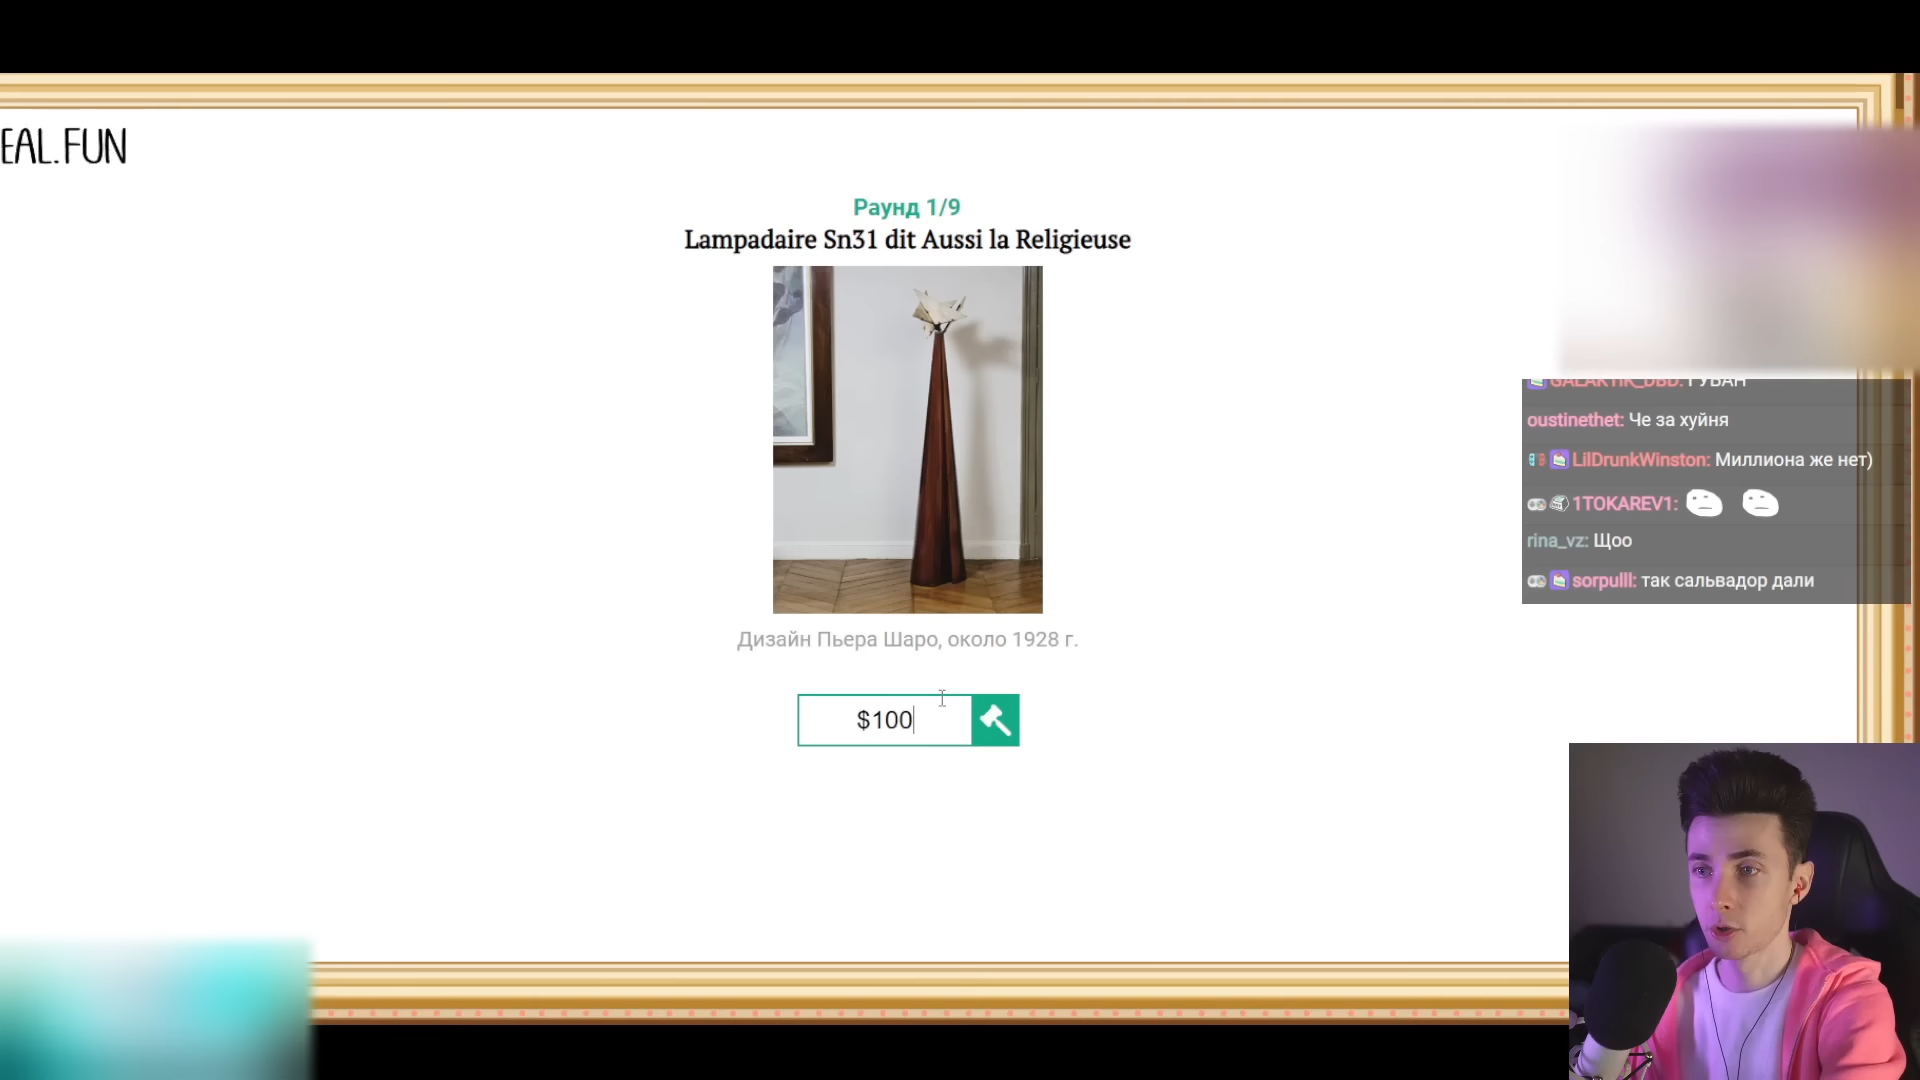 EAL.FUN
Раунд 1/9
Lampadaire Sn31 dit Aussi la Religieuse
Дизайн Пьера Шаро, около 1928 г.
$100
oustinethet: Че за хуйня
LilDrunkWinston: Миллиона же нет)
1TOKAREV1:
rina_vz: Щоо
sorpulll: так сальвадор дали